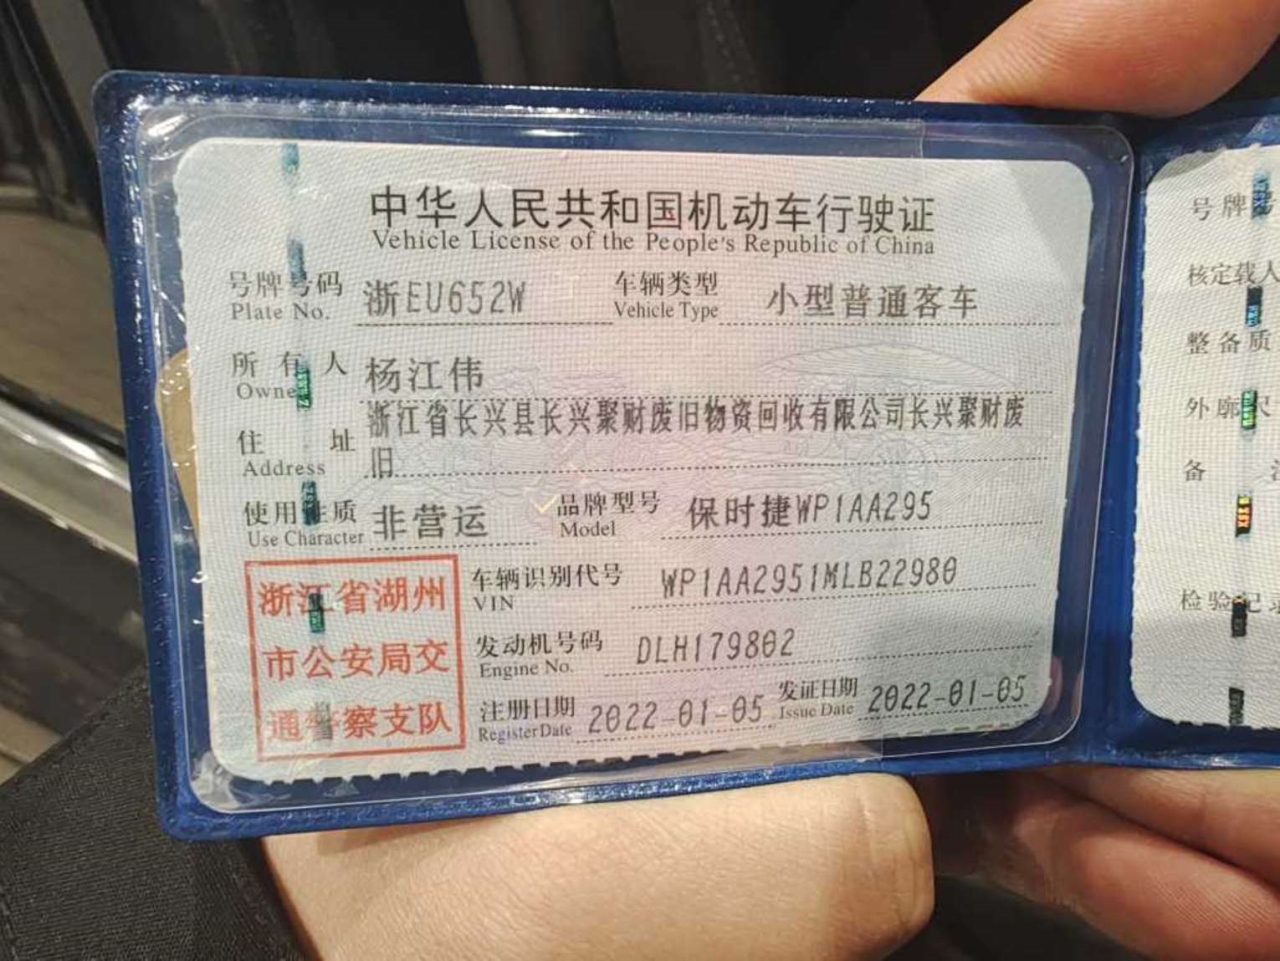 中华人民共和国机动车行驶证
Vehicle License of the People's Republic of China
号牌号码 浙EU652W 车辆类型 小型普通客车
Plate No. Vehicle Type
所有人 杨江伟
Owner
浙江省长兴县长兴聚财废旧物资回收有限公司长兴聚财废
住址 旧
Address
使用性质 非营运 品牌型号 保时捷WP1AA295
Use Character Model
车辆识别代号 WP1AA2951MLB22980
VIN
发动机号码 DLH179802
Engine No.
注册日期 2022-01-05 发证日期 2022-01-05
Register Date Issue Date
浙江省湖州
市公安局交
通警察支队
号牌号
核定载人
整备质
外廓尺
备
检验记录